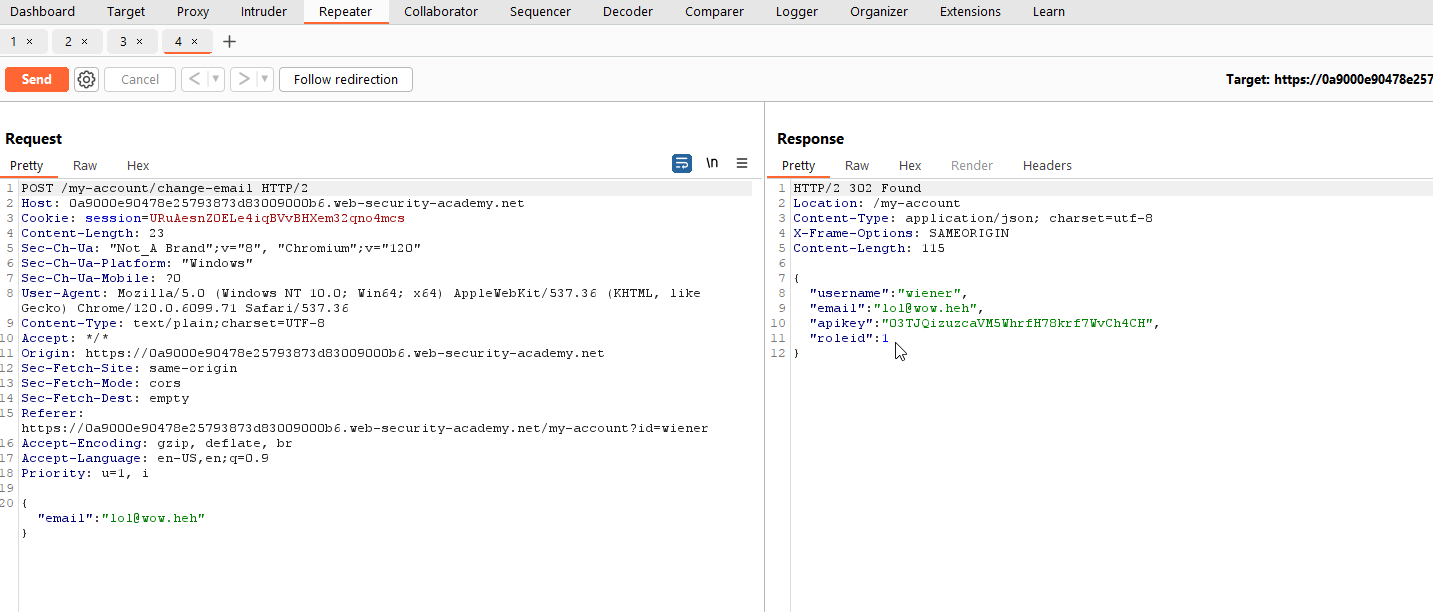 Dashboard Target Proxy Intruder Repeater Collaborator Sequencer Decoder Comparer Logger Organizer Extensions Learn
1 × 2 × 3 × 4 × +
Send Cancel < > Follow redirection Target: https://0a9000e90478e257
Request
Pretty Raw Hex \n
1 POST /my-account/change-email HTTP/2
2 Host: 0a9000e90478e25793873d83009000b6.web-security-academy.net
3 Cookie: session=URuAesnZ0ELe4iqBVvBHXem32qno4mcs
4 Content-Length: 23
5 Sec-Ch-Ua: "Not_A Brand";v="8", "Chromium";v="120"
6 Sec-Ch-Ua-Platform: "Windows"
7 Sec-Ch-Ua-Mobile: ?0
8 User-Agent: Mozilla/5.0 (Windows NT 10.0; Win64; x64) AppleWebKit/537.36 (KHTML, like
Gecko) Chrome/120.0.6099.71 Safari/537.36
9 Content-Type: text/plain;charset=UTF-8
10 Accept: */*
11 Origin: https://0a9000e90478e25793873d83009000b6.web-security-academy.net
12 Sec-Fetch-Site: same-origin
13 Sec-Fetch-Mode: cors
14 Sec-Fetch-Dest: empty
15 Referer:
https://0a9000e90478e25793873d83009000b6.web-security-academy.net/my-account?id=wiener
16 Accept-Encoding: gzip, deflate, br
17 Accept-Language: en-US,en;q=0.9
18 Priority: u=1, i
19
20 {
"email":"lol@wow.heh"
}
Response
Pretty Raw Hex Render Headers
1 HTTP/2 302 Found
2 Location: /my-account
3 Content-Type: application/json; charset=utf-8
4 X-Frame-Options: SAMEORIGIN
5 Content-Length: 115
6
7 {
8 "username":"wiener",
9 "email":"lol@wow.heh",
10 "apikey":"03TJQizuzcaVM5WhrfH78krf7WvCh4CH",
11 "roleid":1
12 }